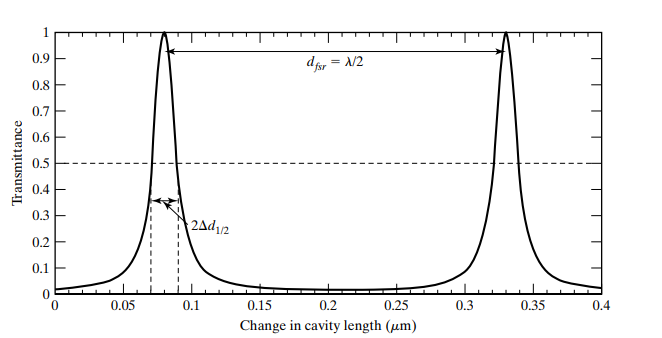 1
d_fsr = λ/2
0.9
0.8
0.7
0.6
Transmittance
0.5
0.4
0.3
2Δd_1/2
0.2
0.1
0
0 0.05 0.1 0.15 0.2 0.25 0.3 0.35 0.4
Change in cavity length (μm)